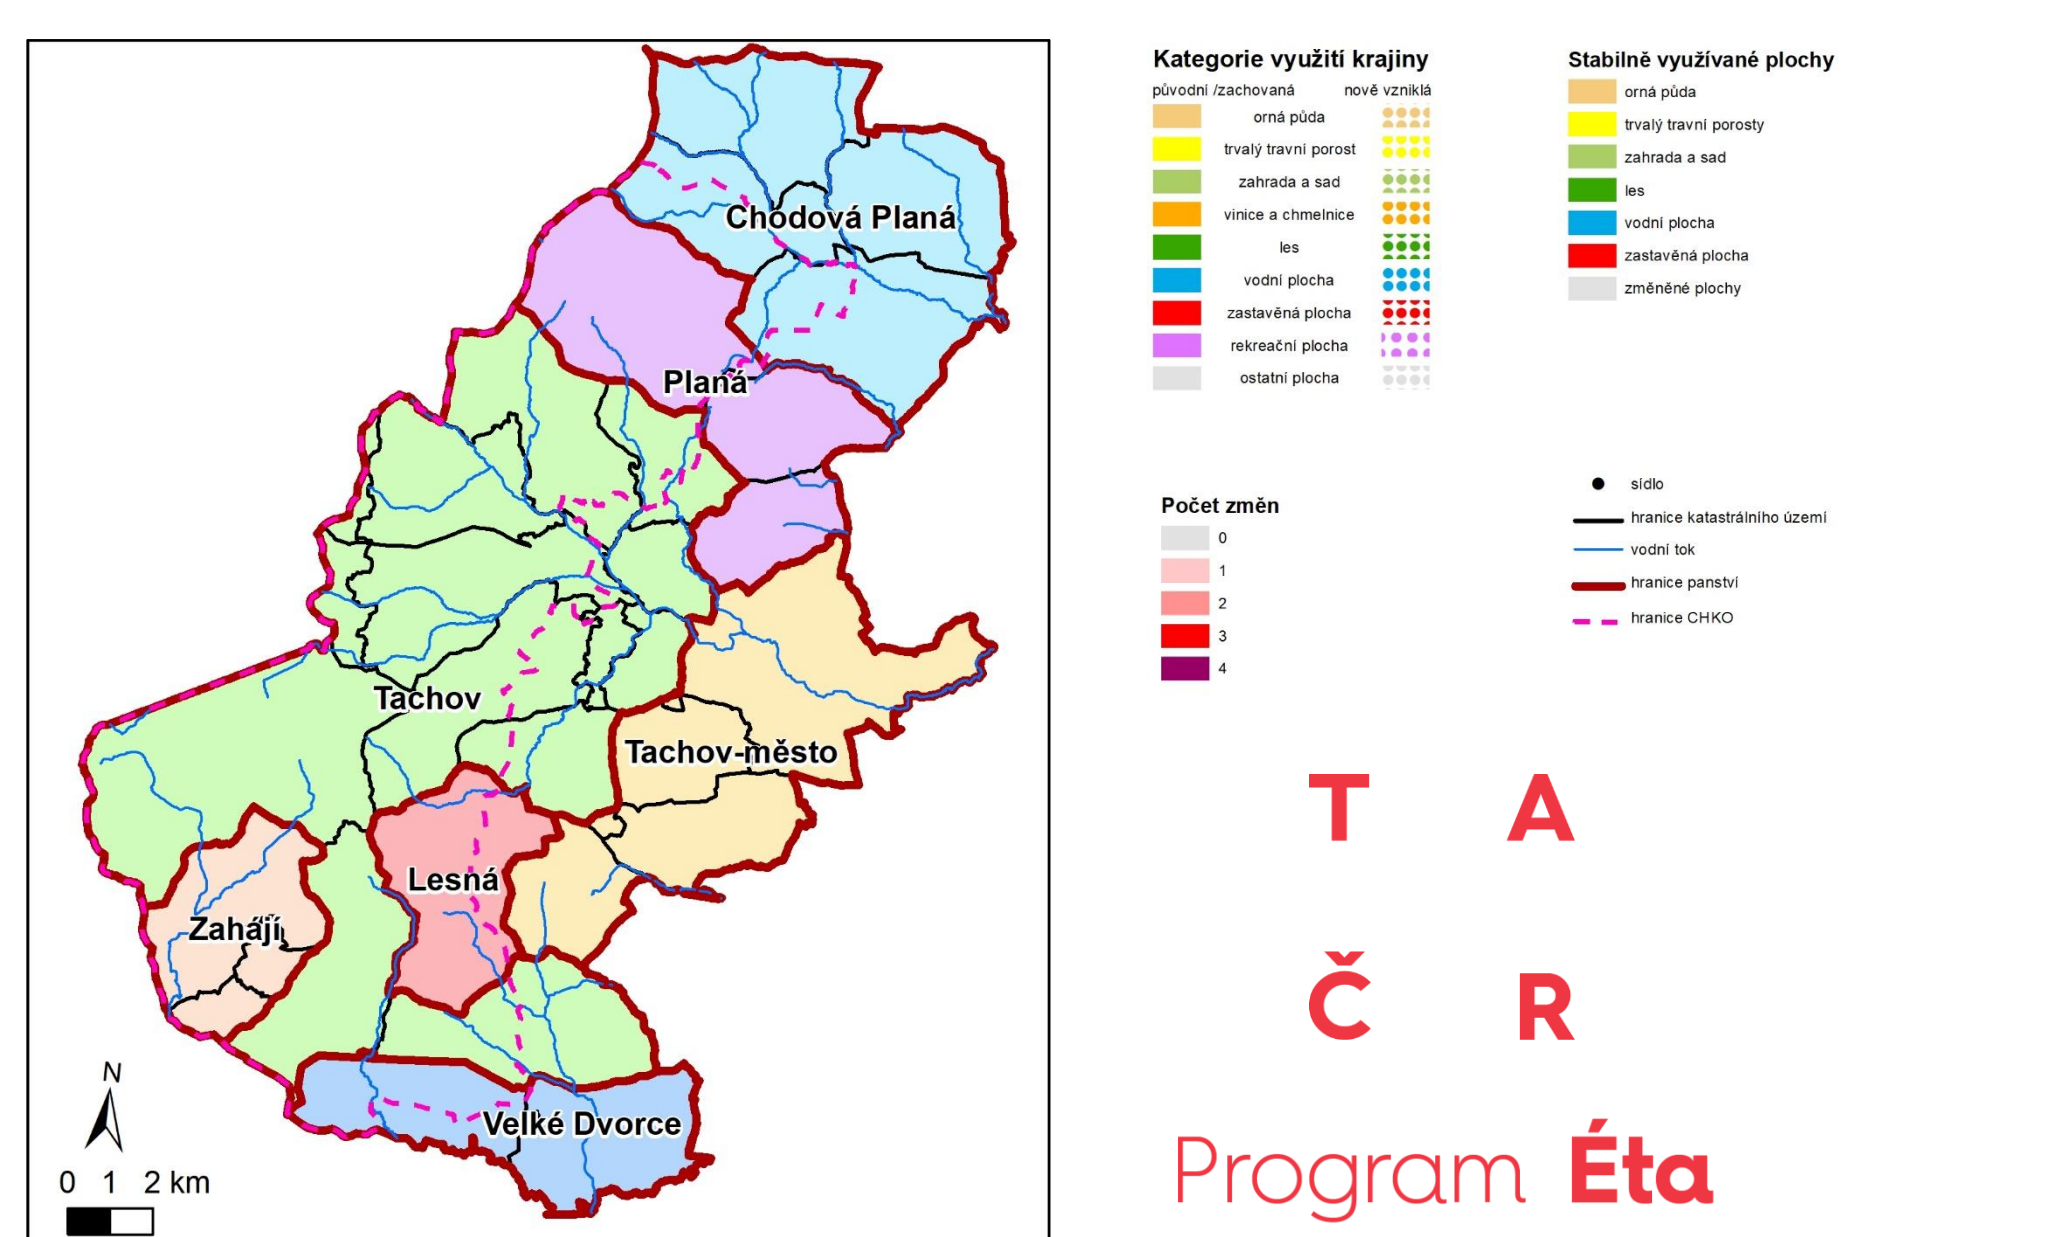 Chodová Planá
Planá
Tachov
Tachov-město
Lesná
Zahájí
Velké Dvorce
N
0 1 2 km
Kategorie využití krajiny
původní /zachovaná nově vzniklá
orná půda
trvalý travní porost
zahrada a sad
vinice a chmelnice
les
vodní plocha
zastavěná plocha
rekreační plocha
ostatní plocha
Stabilně využívané plochy
orná půda
trvalý travní porosty
zahrada a sad
les
vodní plocha
zastavěná plocha
změněné plochy
Počet změn
0
1
2
3
4
sídlo
hranice katastrálního území
vodní tok
hranice panství
hranice CHKO
T A
Č R
Program Éta